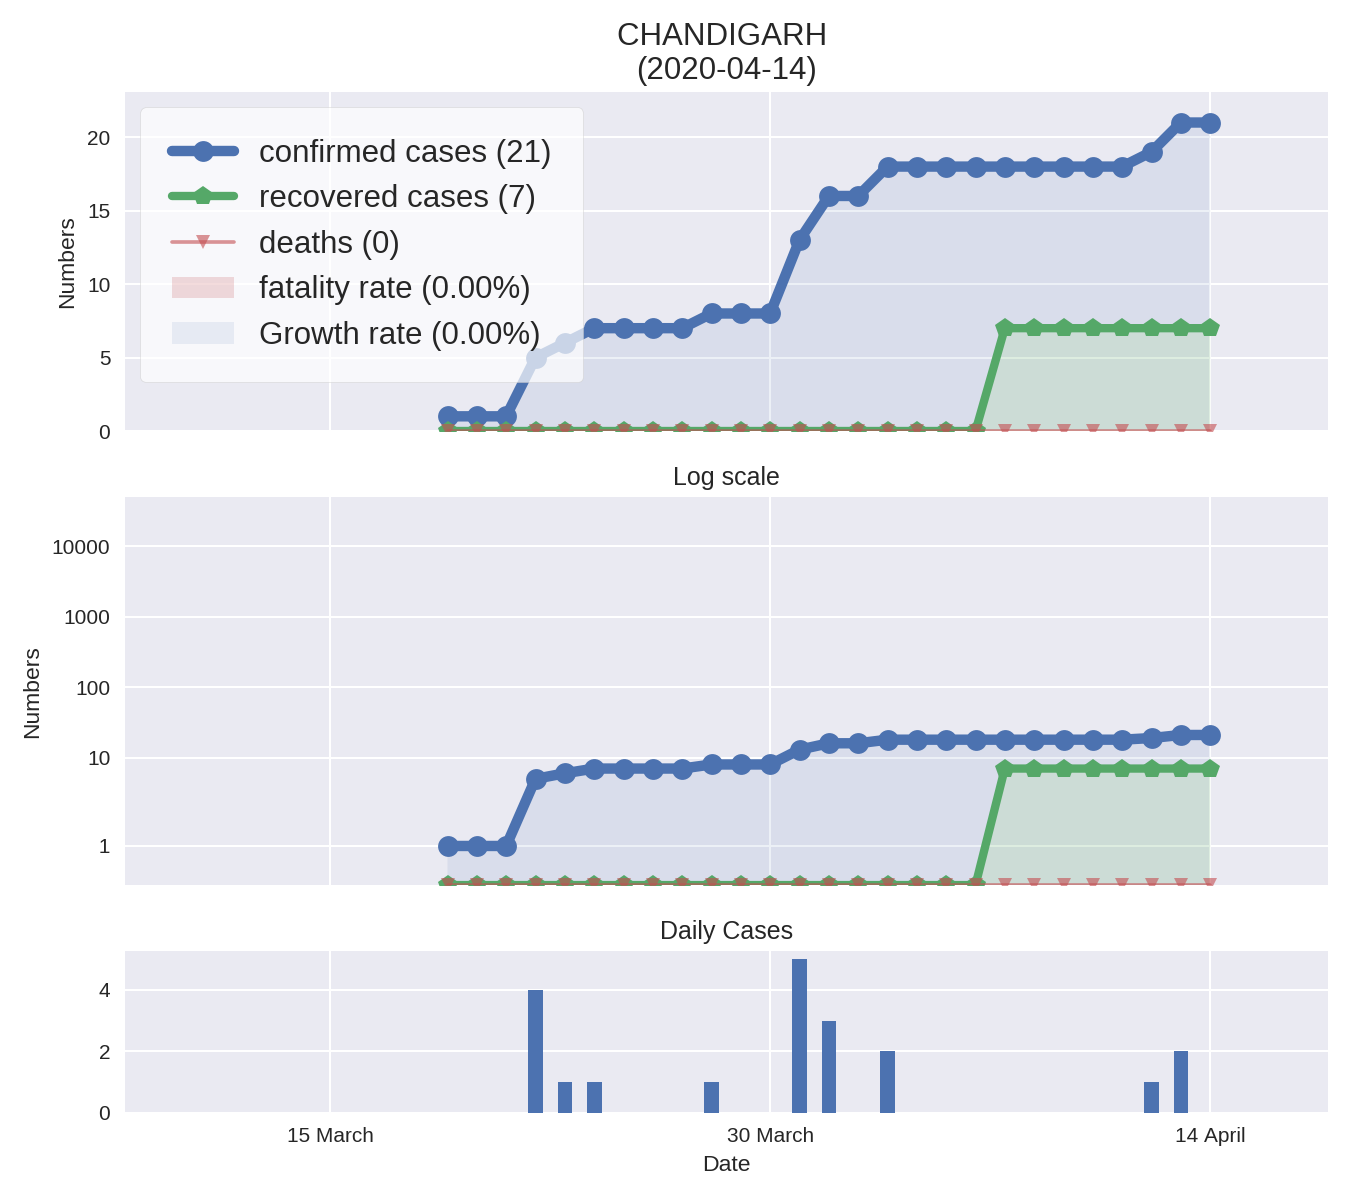 CHANDIGARH
(2020-04-14)
20
15
10
5
0
Numbers
confirmed cases (21)
recovered cases (7)
deaths (0)
fatality rate (0.00%)
Growth rate (0.00%)
Log scale
10000
1000
100
10
1
Numbers
Daily Cases
4
2
0
15 March
30 March
14 April
Date